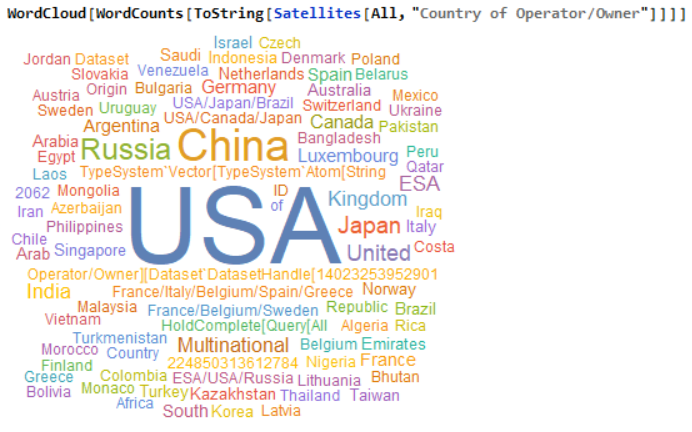 WordCloud[WordCounts[ToString[Satellites[All, "Country of Operator/Owner"]]]]
Israel Czech
Jordan Dataset Saudi Indonesia Denmark Poland
Slovakia Venezuela Netherlands Spain Belarus
Austria Origin Bulgaria Germany Australia Mexico
Sweden Uruguay USA/Japan/Brazil Switzerland Ukraine
Argentina USA/Canada/Japan Canada Pakistan
Arabia Russia China Bangladesh
Egypt Luxembourg Peru
Laos TypeSystem`Vector[TypeSystem`Atom[String Qatar
ESA
2062 Mongolia USA ID Kingdom
Iran Azerbaijan of Iraq
Philippines Japan Italy
Chile
Arab Singapore United Costa
Operator/Owner][Dataset`DatasetHandle[14023253952901
India France/Italy/Belgium/Spain/Greece Norway
Malaysia France/Belgium/Sweden Republic Brazil
Vietnam HoldComplete[Query[All Algeria Rica
Turkmenistan
Morocco Country Multinational Belgium Emirates
Finland 224850313612784 Nigeria France
Greece Colombia ESA/USA/Russia Lithuania Bhutan
Bolivia Monaco Turkey Kazakhstan Thailand Taiwan
Africa South Korea Latvia